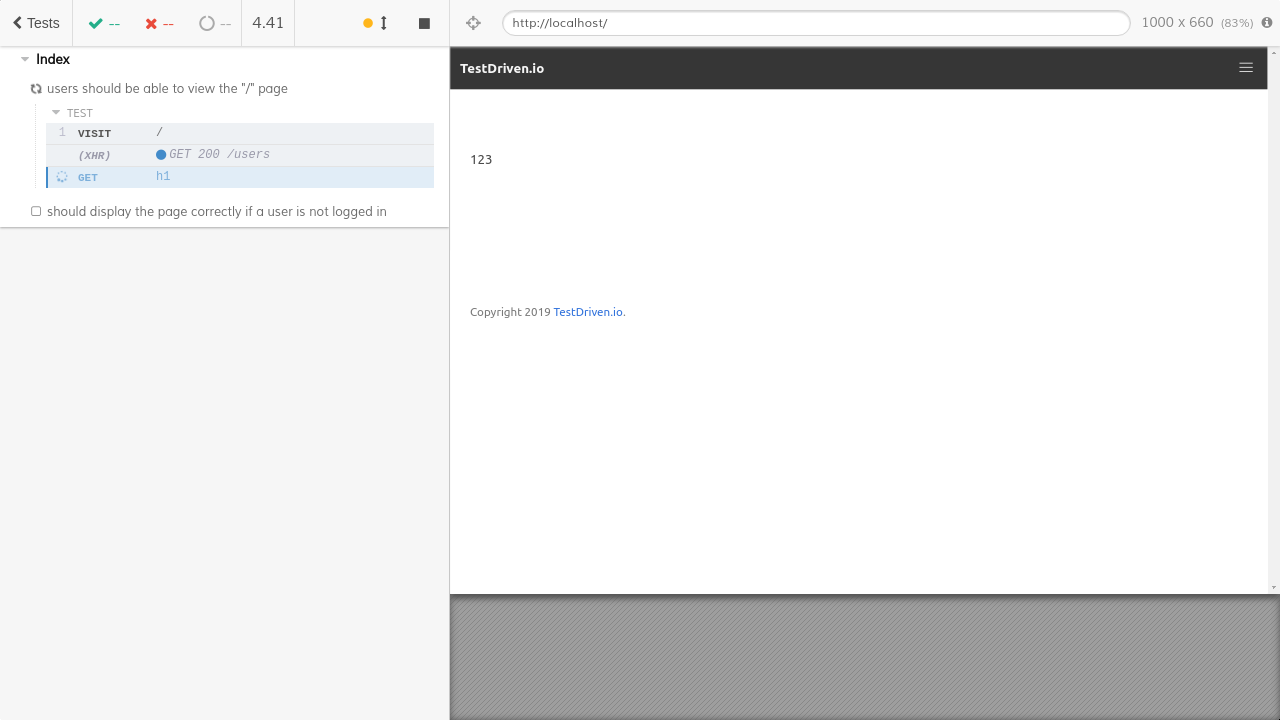 Tests -- -- -- 4.41
Index
users should be able to view the "/" page
TEST
1 VISIT /
(XHR) GET 200 /users
GET h1
should display the page correctly if a user is not logged in
http://localhost/ 1000 x 660 (83%)
TestDriven.io
123
Copyright 2019 TestDriven.io.